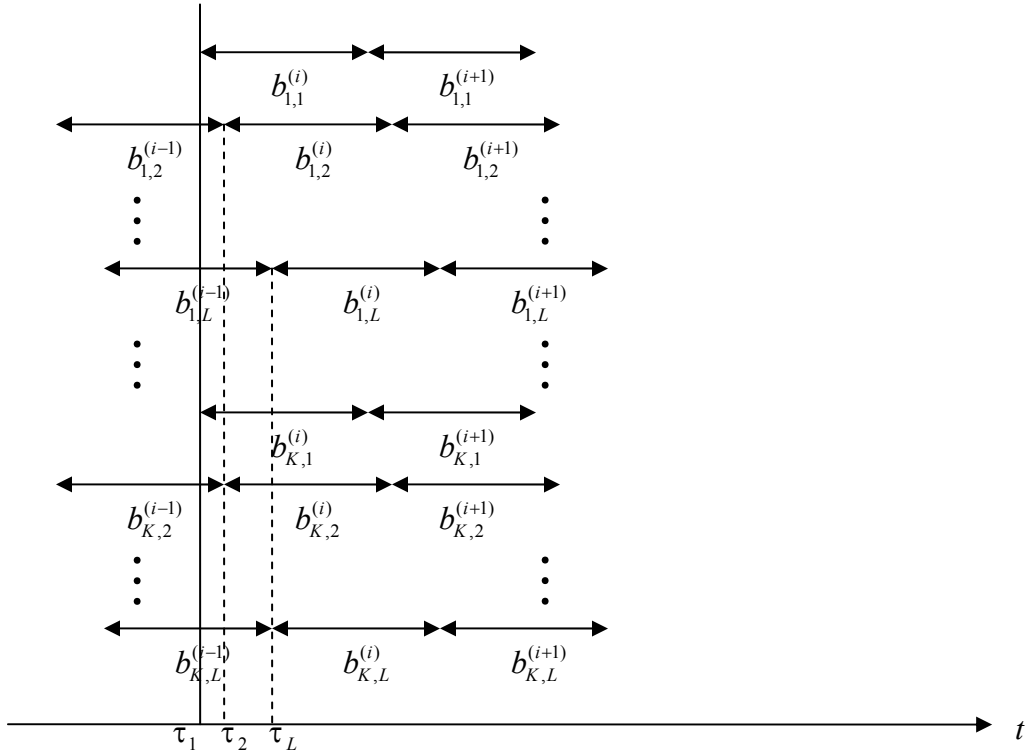 b_{1,1}^{(i)} b_{1,1}^{(i+1)}
b_{1,2}^{(i-1)} b_{1,2}^{(i)} b_{1,2}^{(i+1)}
b_{1,L}^{(i-1)} b_{1,L}^{(i)} b_{1,L}^{(i+1)}
b_{K,1}^{(i)} b_{K,1}^{(i+1)}
b_{K,2}^{(i-1)} b_{K,2}^{(i)} b_{K,2}^{(i+1)}
b_{K,L}^{(i-1)} b_{K,L}^{(i)} b_{K,L}^{(i+1)}
τ_1 τ_2 τ_L t